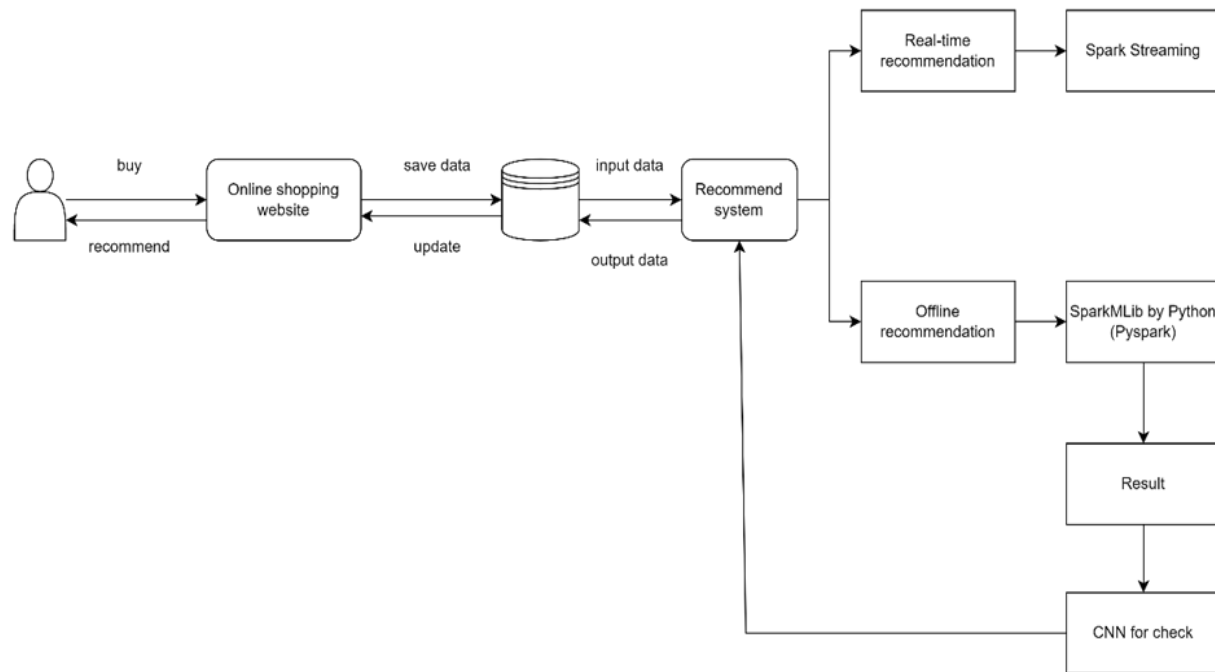 Real-time
recommendation
Spark Streaming
buy
save data
input data
Online shopping
website
Recommend
system
recommend
update
output data
Offline
recommendation
SparkMLib by Python
(Pyspark)
Result
CNN for check